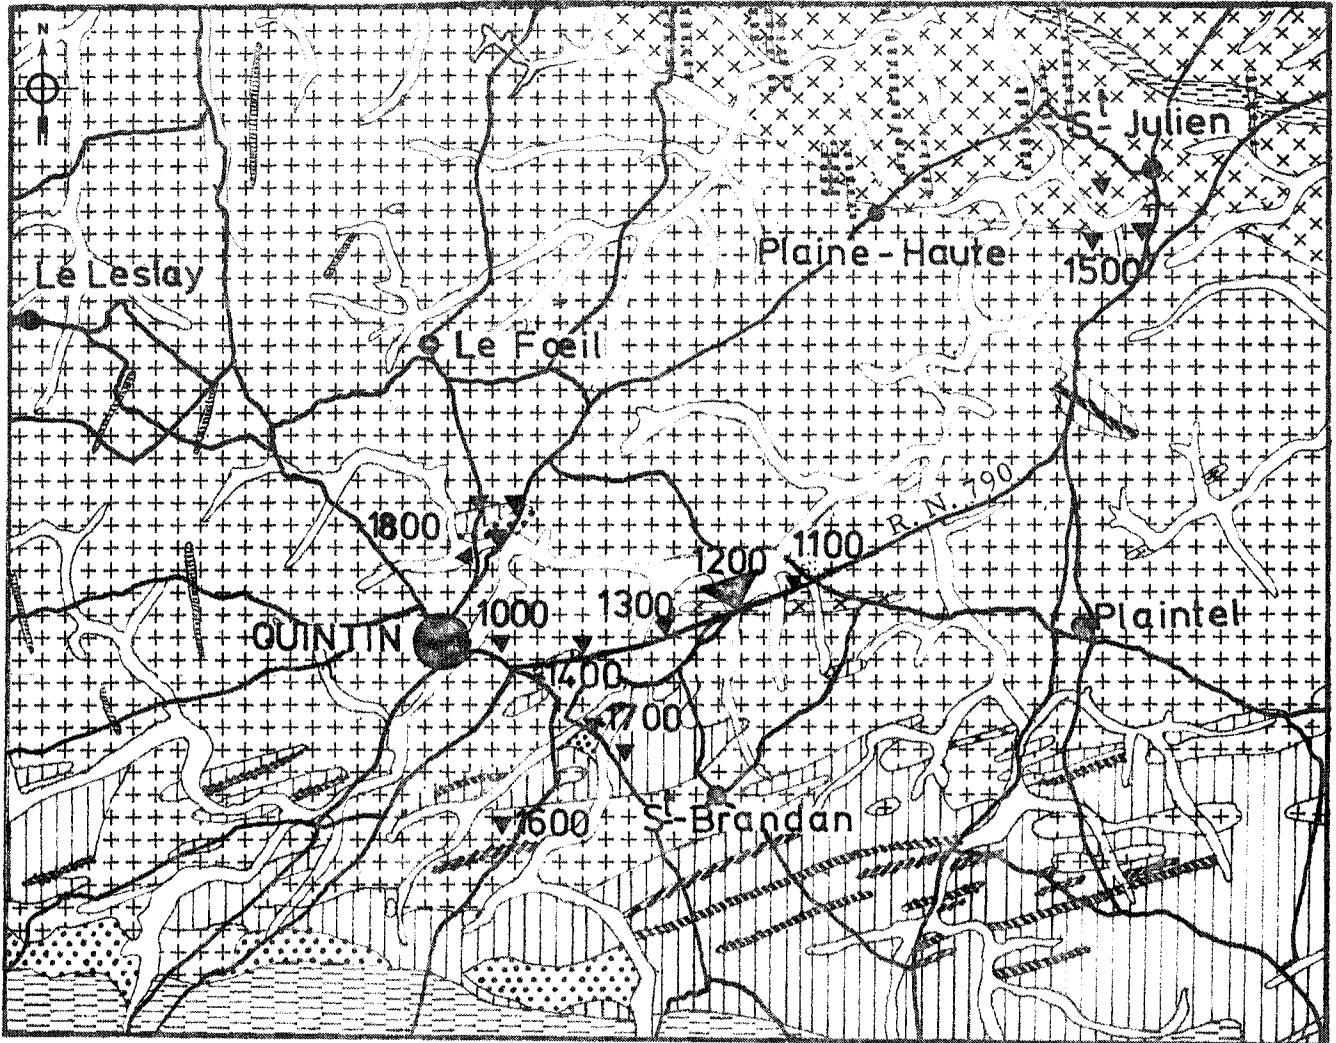 N
St Julien
Plaine-Haute
1500
Le Leslay
Le Fœil
R.N. 790
1800
1200
1100
1000
1300
QUINTIN
Plaintel
1400
1700
1600
St-Brandan